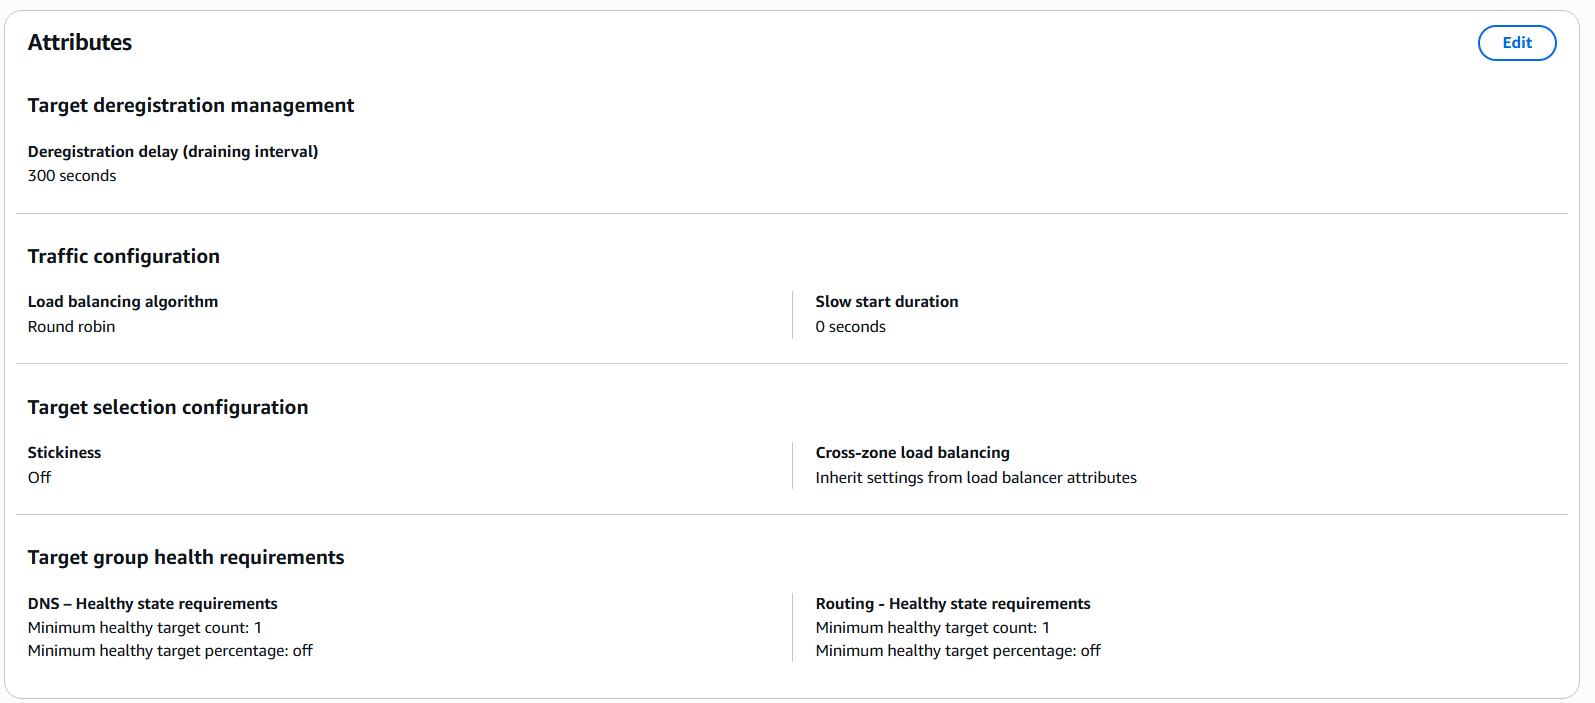 Attributes
Edit
Target deregistration management
Deregistration delay (draining interval)
300 seconds
Traffic configuration
Load balancing algorithm
Round robin
Slow start duration
0 seconds
Target selection configuration
Stickiness
Off
Cross-zone load balancing
Inherit settings from load balancer attributes
Target group health requirements
DNS – Healthy state requirements
Minimum healthy target count: 1
Minimum healthy target percentage: off
Routing - Healthy state requirements
Minimum healthy target count: 1
Minimum healthy target percentage: off